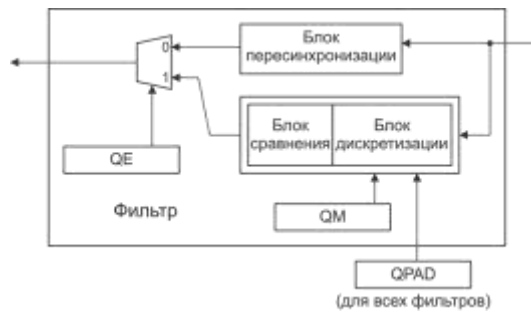 0
Блок
пересинхронизации
1
Блок
сравнения
Блок
дискретизации
QE
Фильтр
QM
QPAD
(для всех фильтров)